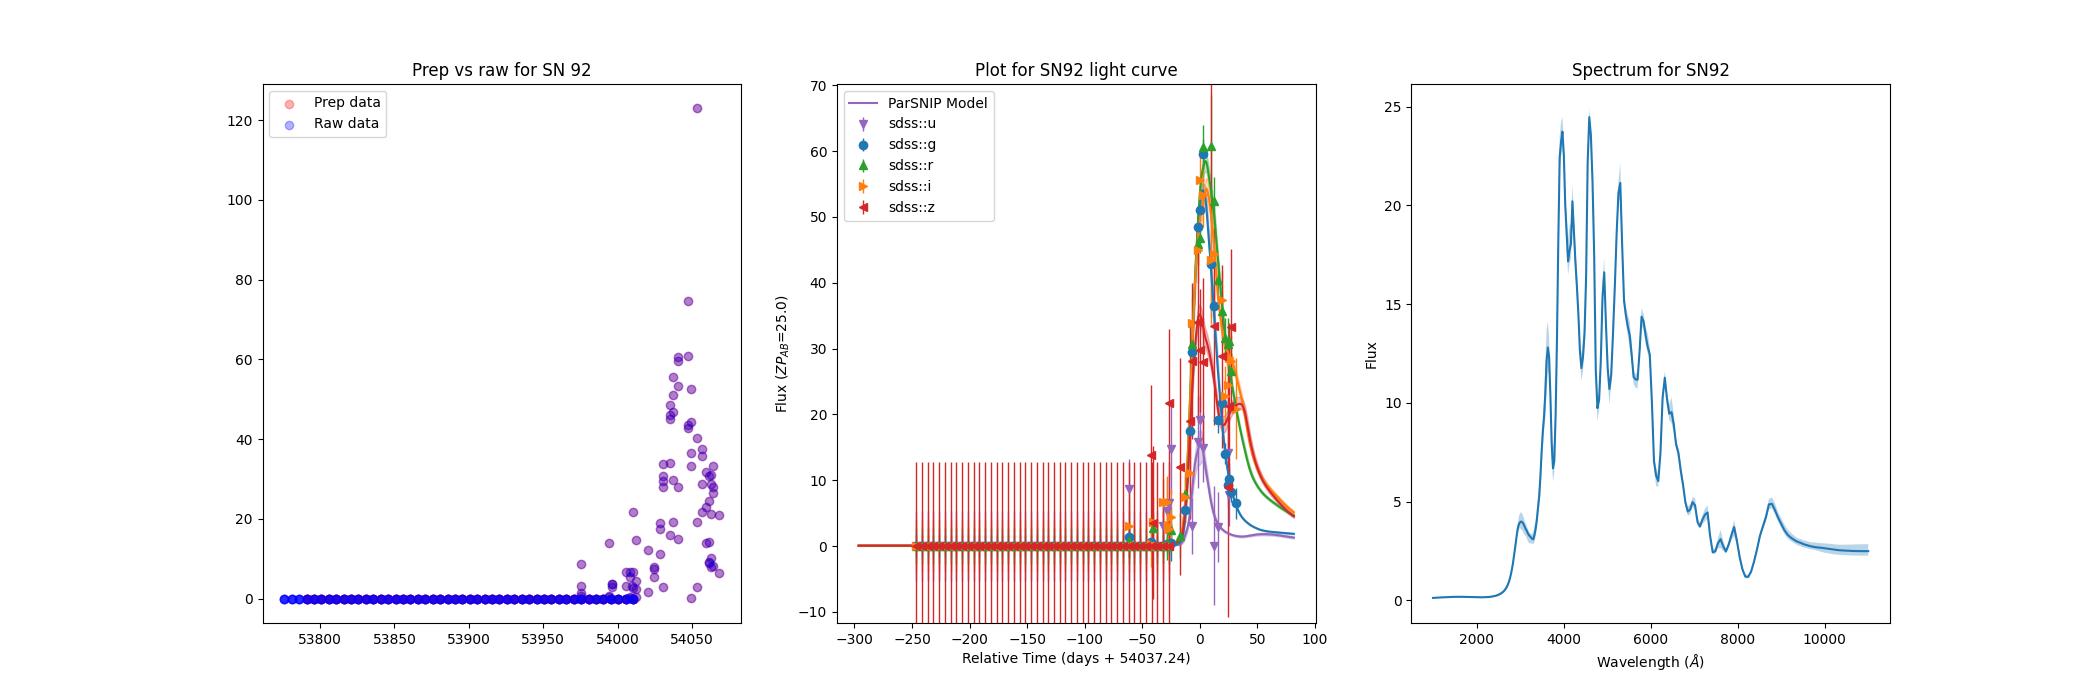 Prep vs raw for SN 92
Prep data
Raw data
0
20
40
60
80
100
120
53800
53850
53900
53950
54000
54050
Plot for SN92 light curve
ParSNIP Model
sdss::u
sdss::g
sdss::r
sdss::i
sdss::z
Flux (ZP_AB=25.0)
−10
0
10
20
30
40
50
60
70
−300
−250
−200
−150
−100
−50
0
50
100
Relative Time (days + 54037.24)
Spectrum for SN92
Flux
0
5
10
15
20
25
2000
4000
6000
8000
10000
Wavelength (Å)